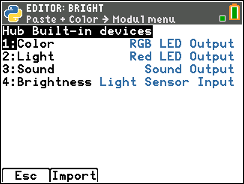 EDITOR: BRIGHT
Paste + Color → Modul menu
Hub Built-in devices
1:Color RGB LED Output
2:Light Red LED Output
3:Sound Sound Output
4:Brightness Light Sensor Input
Esc Import